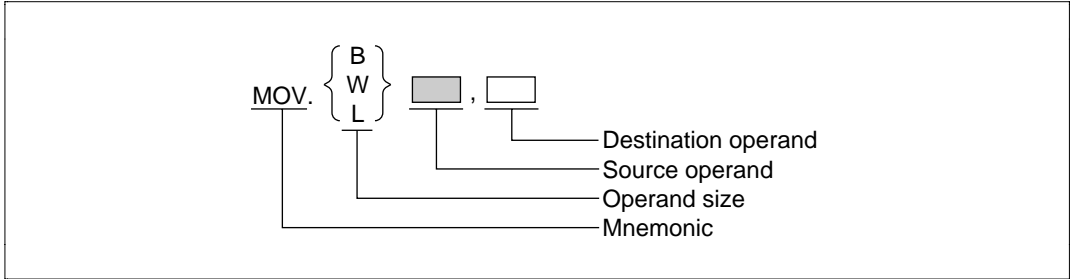 B
MOV. { W } ,
L
Destination operand
Source operand
Operand size
Mnemonic